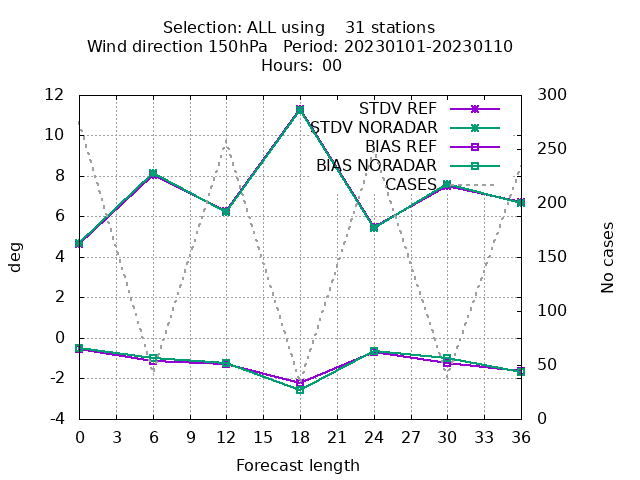 Selection: ALL using    31 stations
Wind direction 150hPa   Period: 20230101-20230110
Hours: 00
STDV REF
STDV NORADAR
BIAS REF
BIAS NORADAR
CASES
12
10
8
6
4
2
0
-2
-4
300
250
200
150
100
50
0
deg
No cases
0 3 6 9 12 15 18 21 24 27 30 33 36
Forecast length